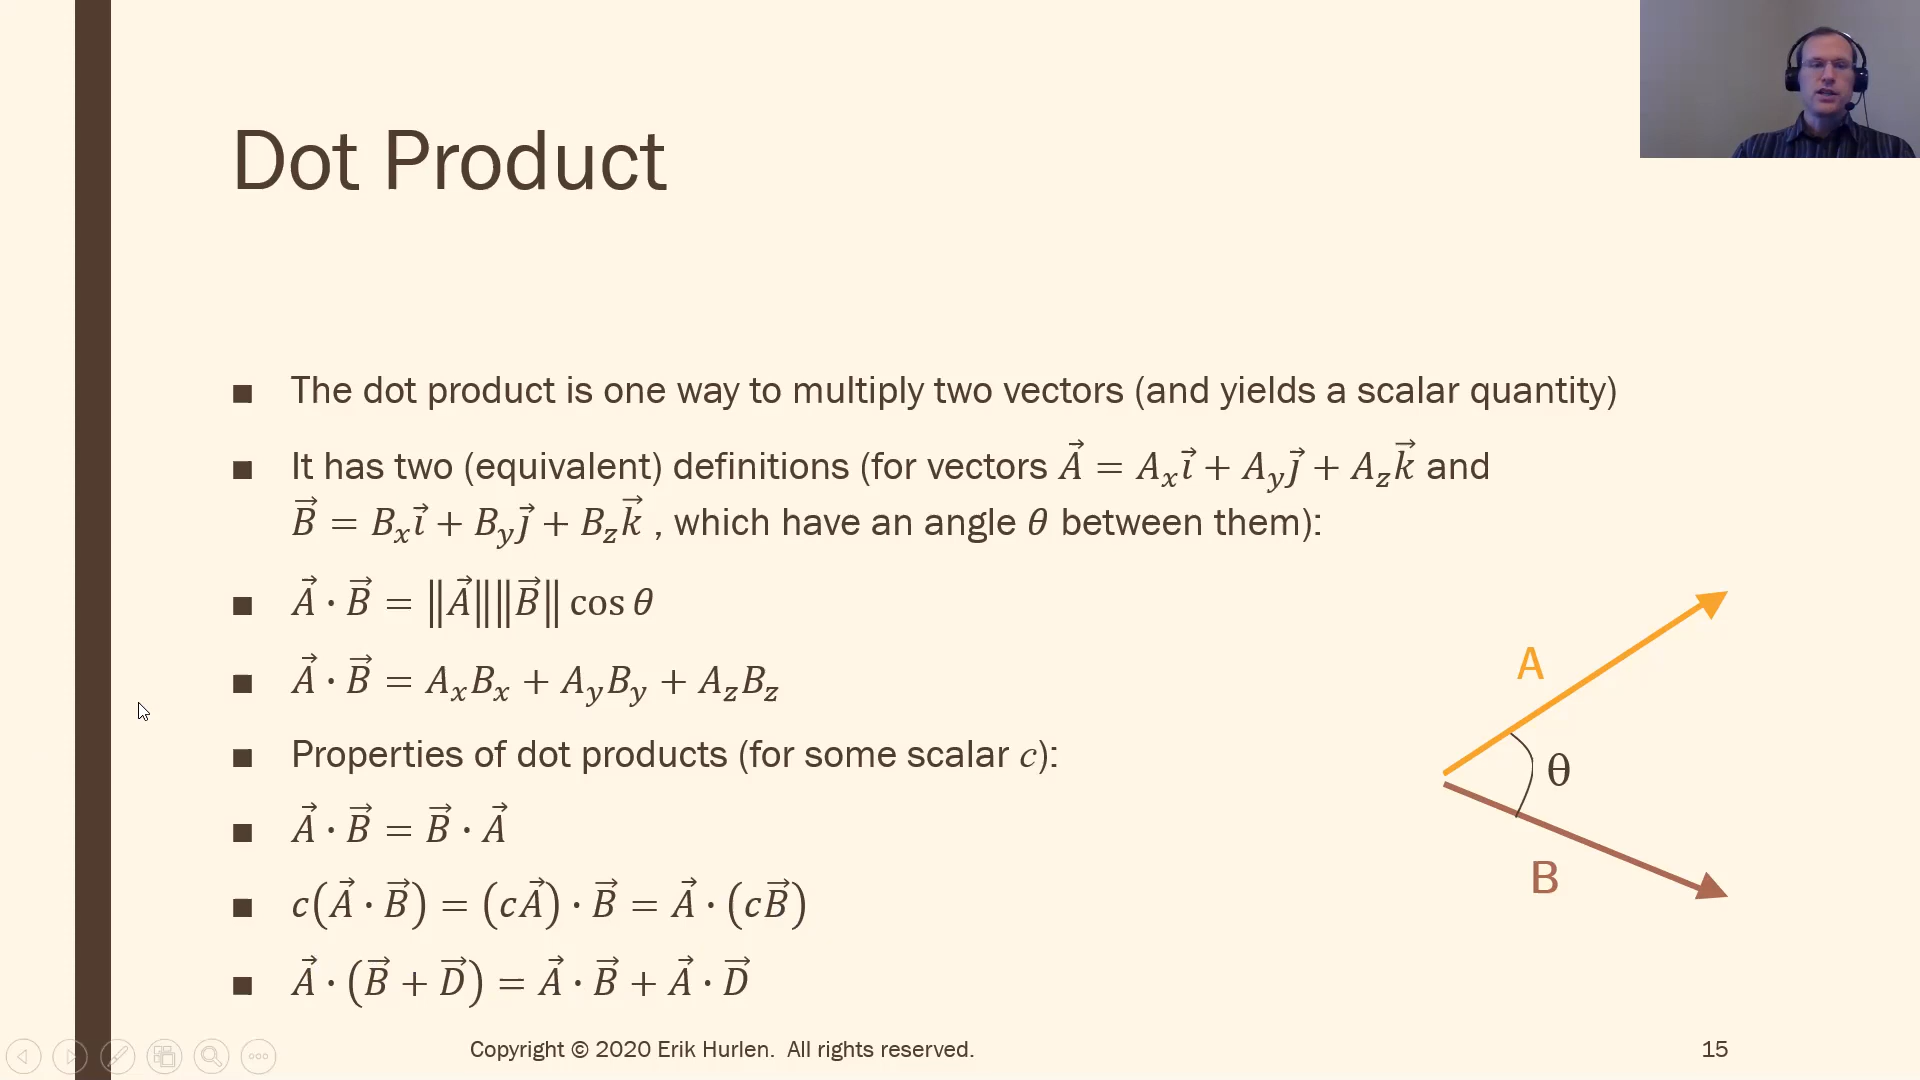 Dot Product
■ The dot product is one way to multiply two vectors (and yields a scalar quantity)
■ It has two (equivalent) definitions (for vectors $\vec{A} = A_x\vec{\imath} + A_y\vec{\jmath} + A_z\vec{k}$ and
$\vec{B} = B_x\vec{\imath} + B_y\vec{\jmath} + B_z\vec{k}$ , which have an angle $\theta$ between them):
■ $\vec{A} \cdot \vec{B} = \|\vec{A}\|\|\vec{B}\| \cos \theta$
■ $\vec{A} \cdot \vec{B} = A_xB_x + A_yB_y + A_zB_z$
■ Properties of dot products (for some scalar $c$):
■ $\vec{A} \cdot \vec{B} = \vec{B} \cdot \vec{A}$
■ $c(\vec{A} \cdot \vec{B}) = (c\vec{A}) \cdot \vec{B} = \vec{A} \cdot (c\vec{B})$
■ $\vec{A} \cdot (\vec{B} + \vec{D}) = \vec{A} \cdot \vec{B} + \vec{A} \cdot \vec{D}$
A
θ
B
Copyright © 2020 Erik Hurlen. All rights reserved.
15